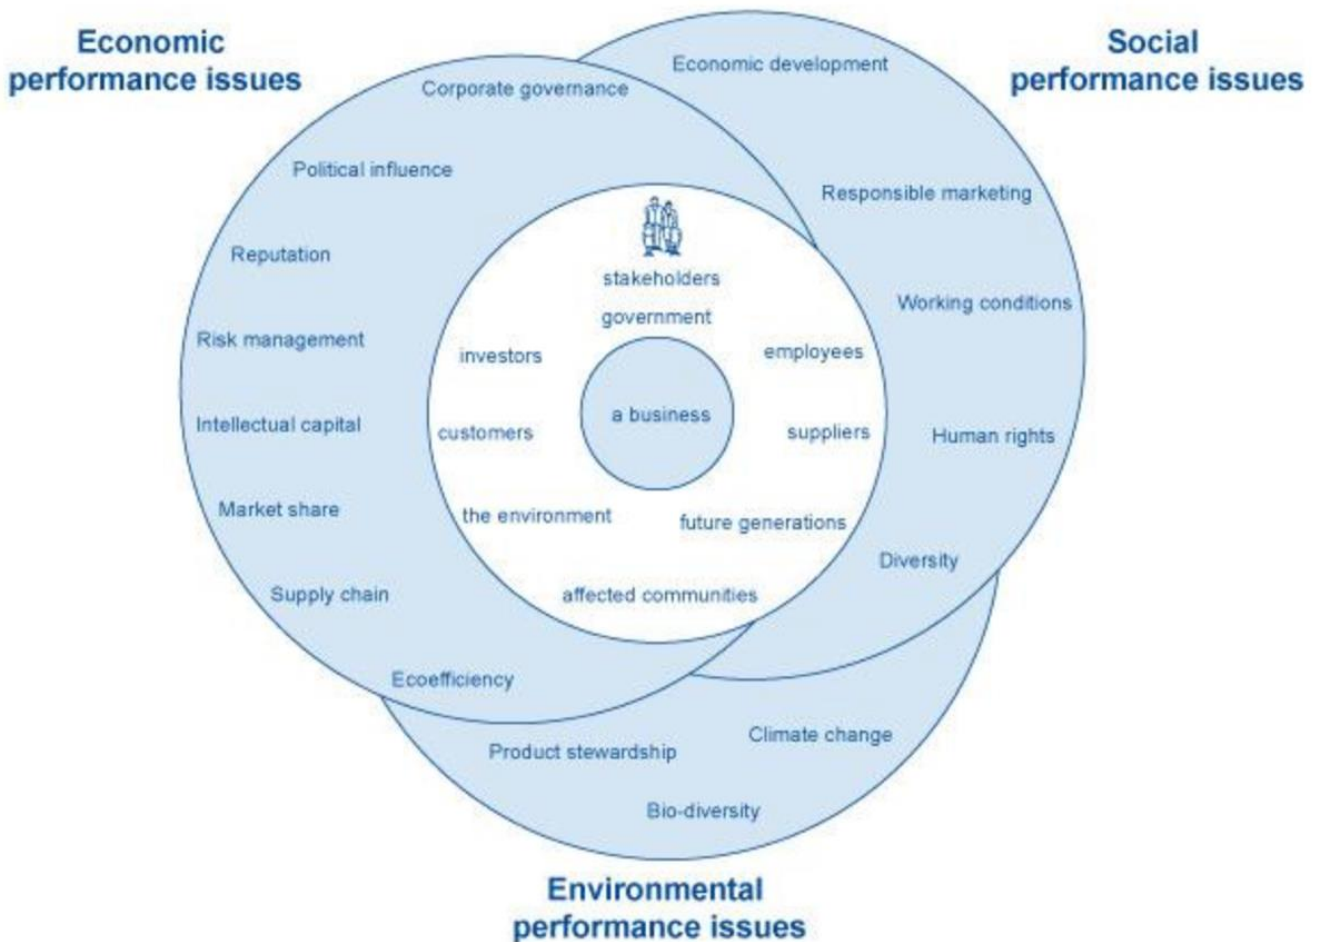 Economic
performance issues
Social
performance issues
Economic development
Corporate governance
Political influence
Responsible marketing
Reputation
stakeholders
Working conditions
government
Risk management
investors
employees
a business
Intellectual capital
customers
suppliers
Human rights
Market share
the environment
future generations
Diversity
Supply chain
affected communities
Ecoefficiency
Climate change
Product stewardship
Bio-diversity
Environmental
performance issues